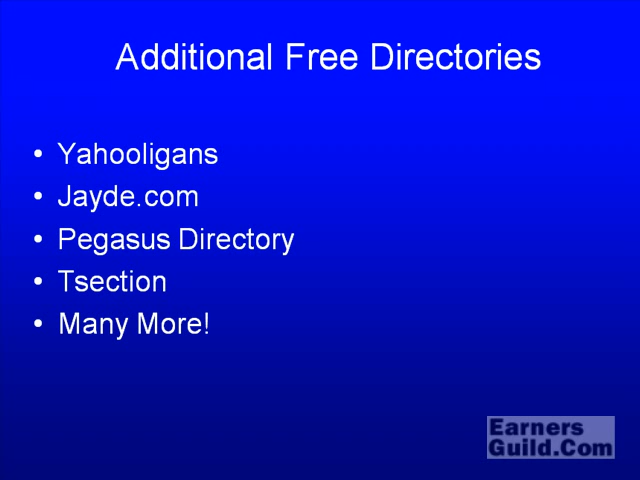 Additional Free Directories
• Yahooligans
• Jayde.com
• Pegasus Directory
• Tsection
• Many More!
Earners
Guild.Com